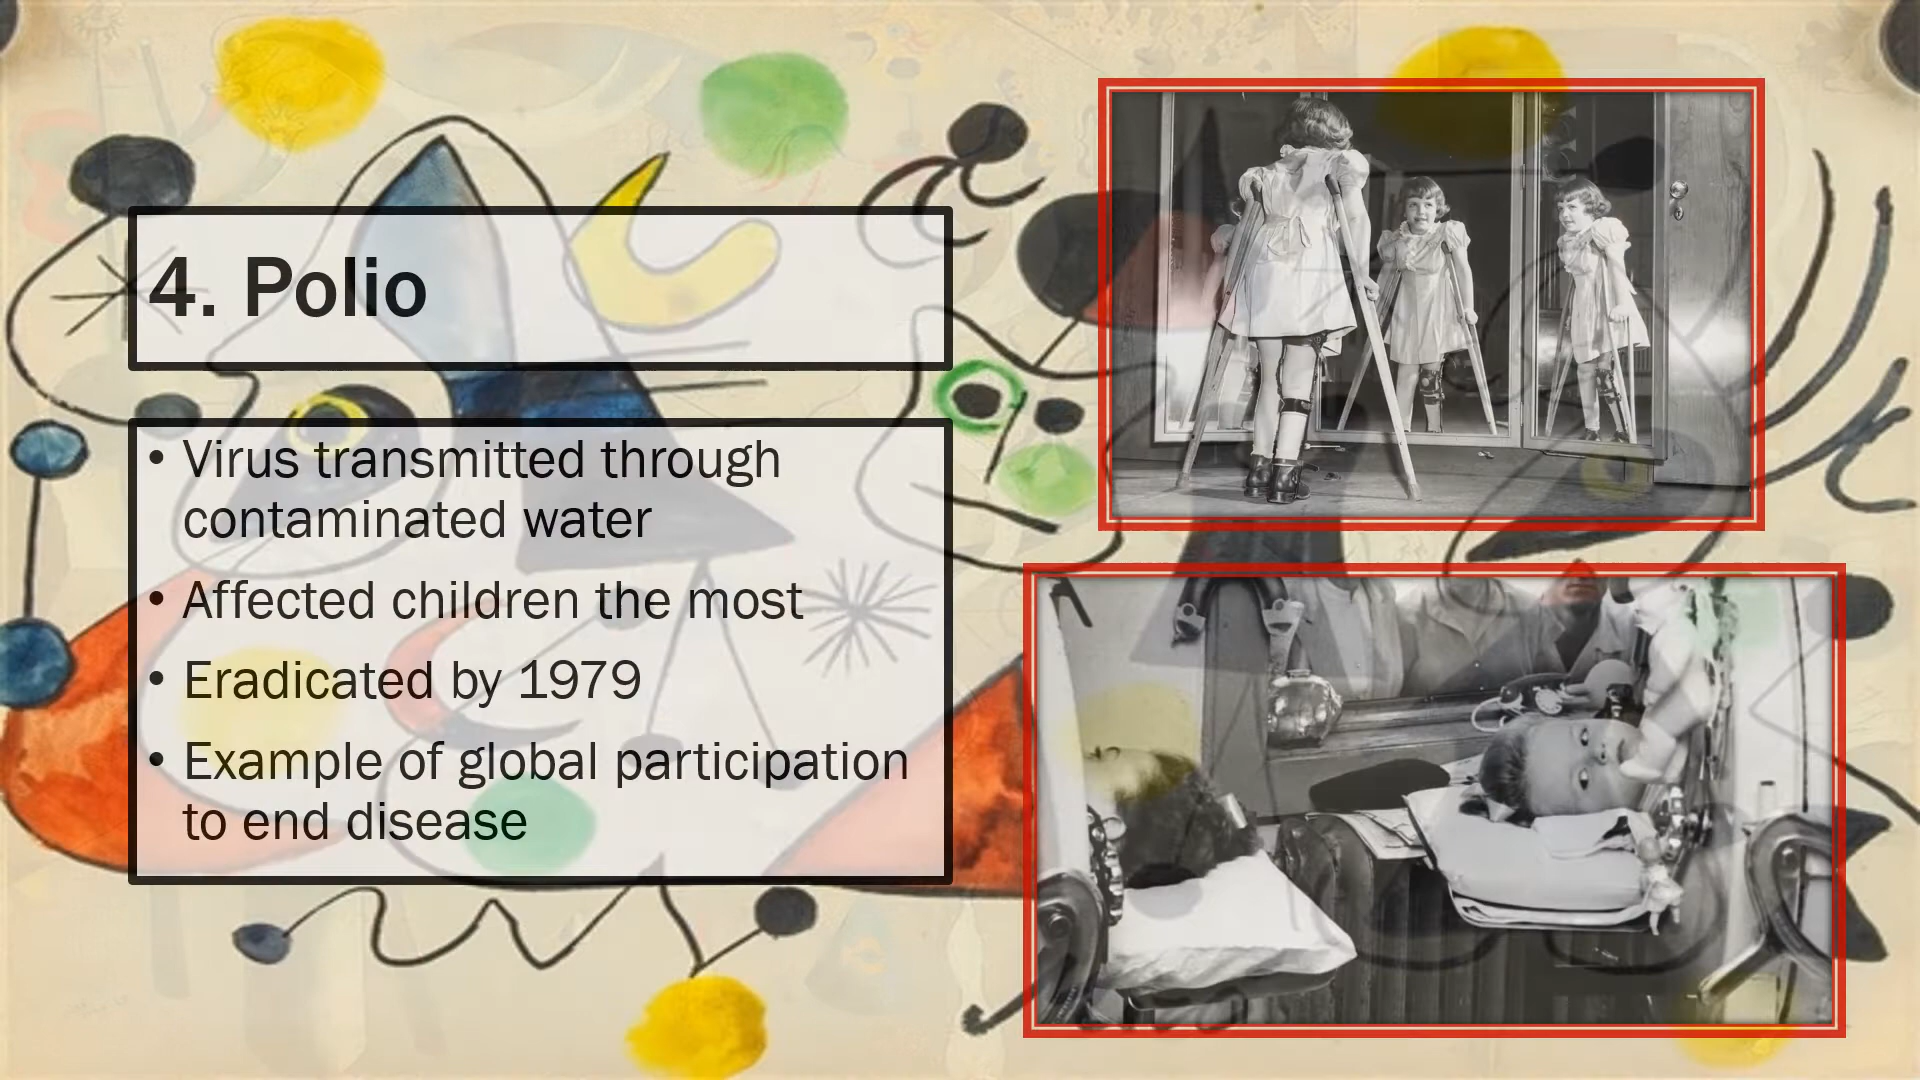 4. Polio
• Virus transmitted through
contaminated water
• Affected children the most
• Eradicated by 1979
• Example of global participation
to end disease